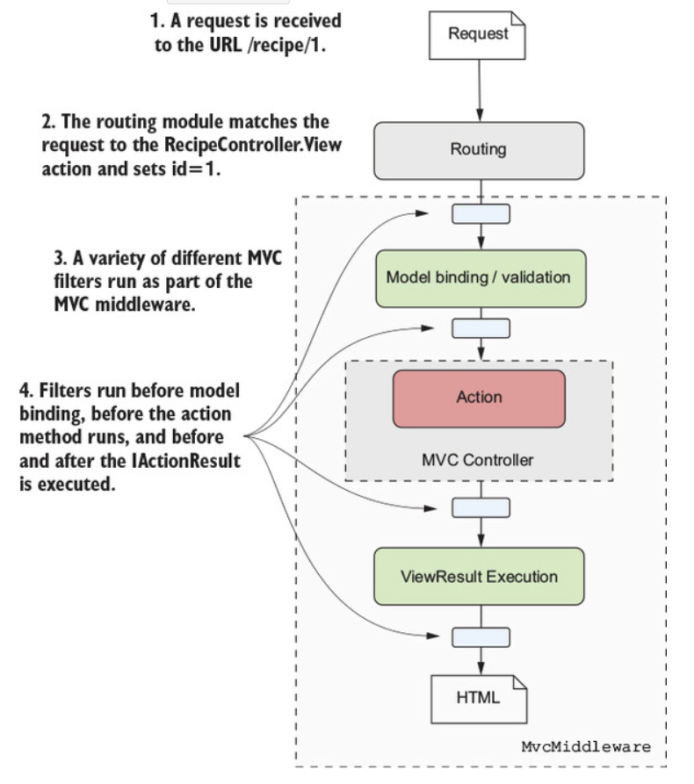 1. A request is received
to the URL /recipe/1.
Request
2. The routing module matches the
request to the RecipeController.View
action and sets id=1.
Routing
3. A variety of different MVC
filters run as part of the
MVC middleware.
Model binding / validation
4. Filters run before model
binding, before the action
method runs, and before
and after the IActionResult
is executed.
Action
MVC Controller
ViewResult Execution
HTML
MvcMiddleware